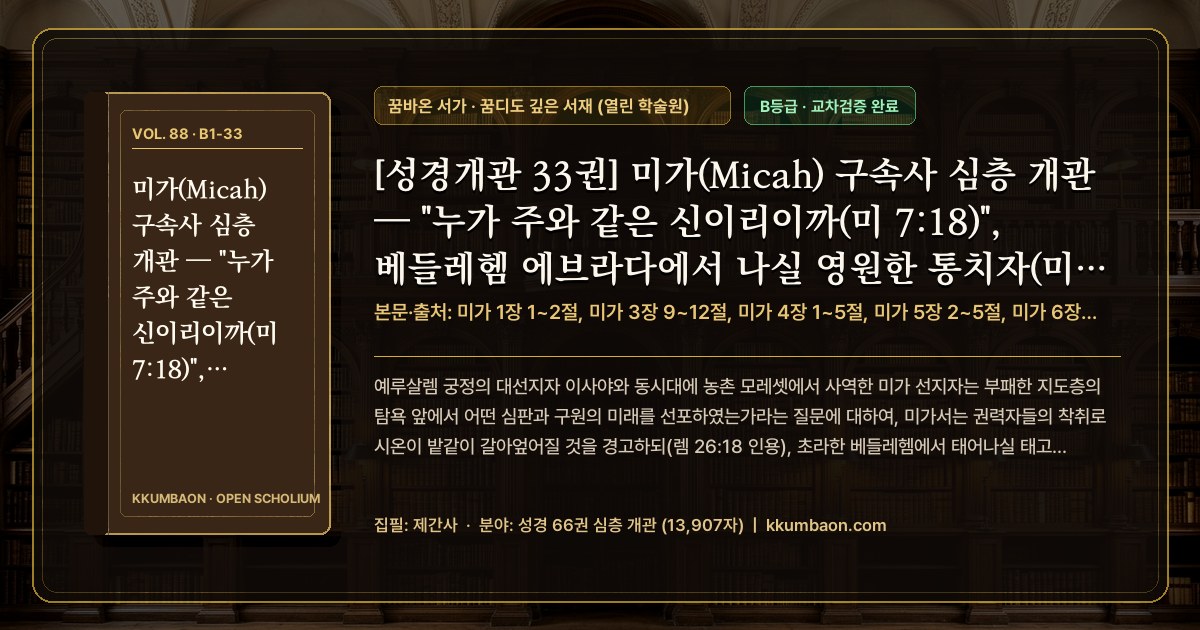 VOL. 88 · B1-33
미가(Micah)
구속사 심층
개관 — "누가
주와 같은
신이리이까(미
7:18)",…
KKUMBAON · OPEN SCHOLIUM
꿈바온 서가 · 꿈디도 깊은 서재 (열린 학술원)
B등급 · 교차검증 완료
[성경개관 33권] 미가(Micah) 구속사 심층 개관
— "누가 주와 같은 신이리이까(미 7:18)",
베들레헴 에브라다에서 나실 영원한 통치자(미…
본문·출처: 미가 1장 1~2절, 미가 3장 9~12절, 미가 4장 1~5절, 미가 5장 2~5절, 미가 6장…
예루살렘 궁정의 대선지자 이사야와 동시대에 농촌 모레셋에서 사역한 미가 선지자는 부패한 지도층의
탐욕 앞에서 어떤 심판과 구원의 미래를 선포하였는가라는 질문에 대하여, 미가서는 권력자들의 착취로
시온이 밭같이 갈아엎어질 것을 경고하되(렘 26:18 인용), 초라한 베들레헴에서 태어나실 태고…
집필: 제간사 · 분야: 성경 66권 심층 개관 (13,907자) | kkumbaon.com